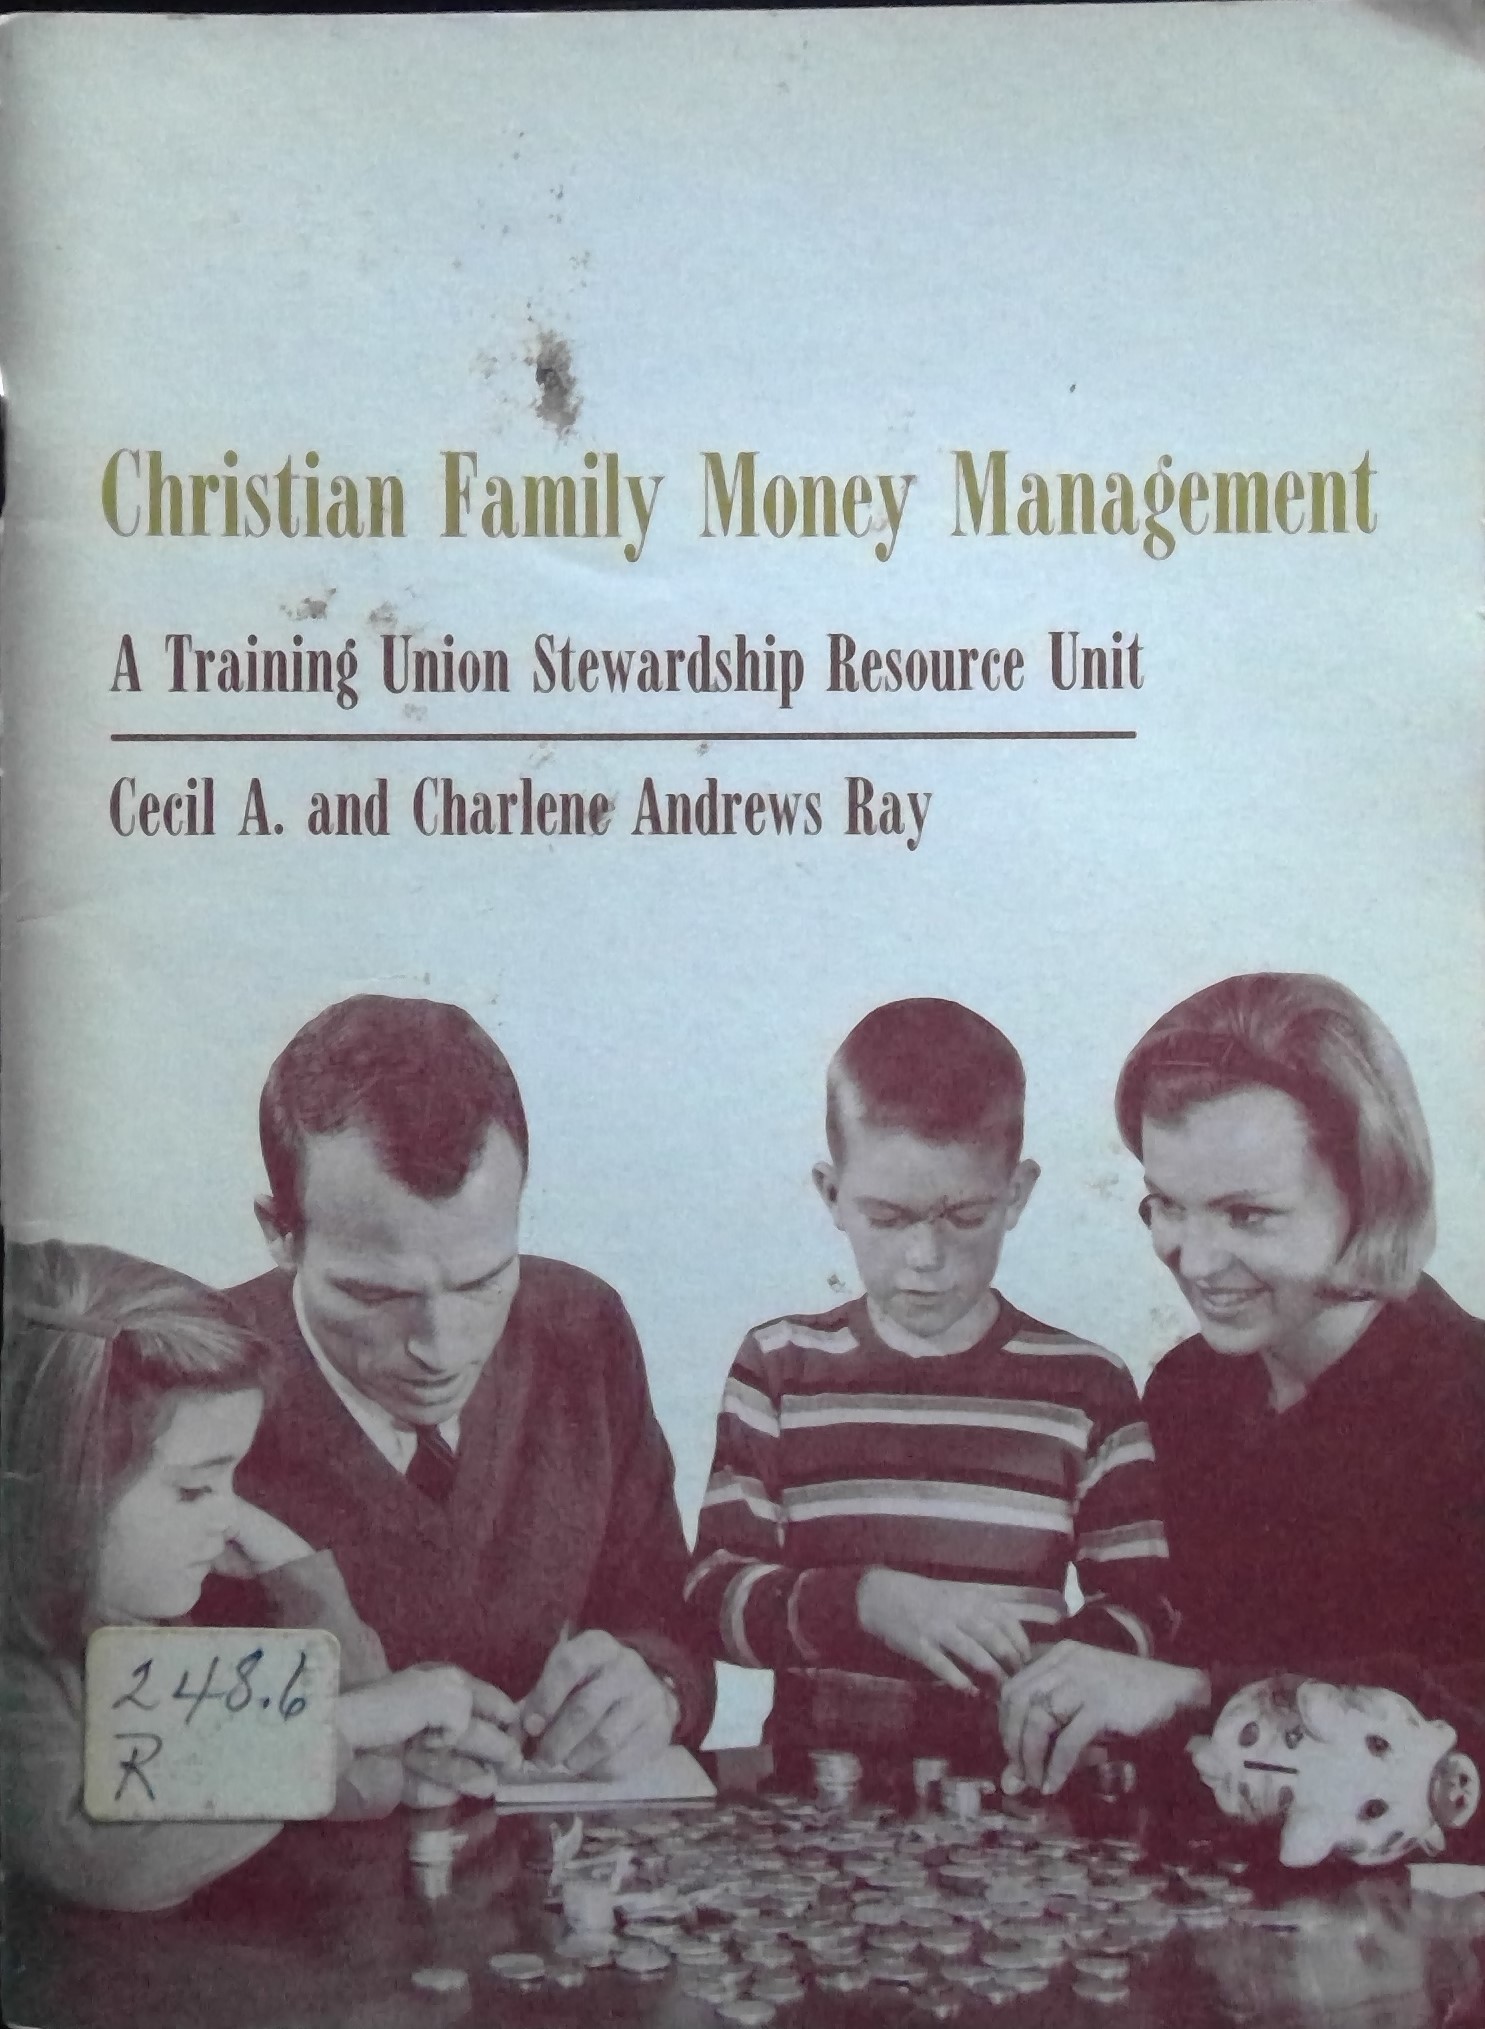 Christian Family Money Management
A Training Union Stewardship Resource Unit
Cecil A. and Charlene Andrews Ray
248.6
R